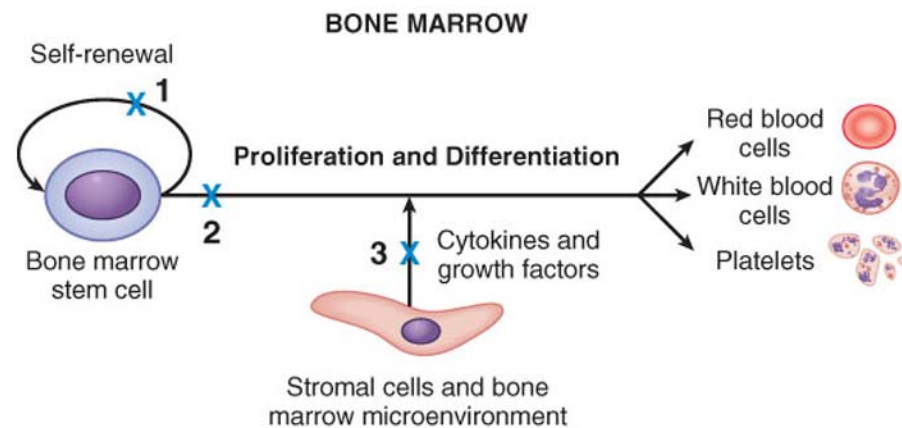 BONE MARROW
Self-renewal
1
Proliferation and Differentiation
2
Bone marrow
stem cell
3
Cytokines and
growth factors
Stromal cells and bone
marrow microenvironment
Red blood
cells
White blood
cells
Platelets